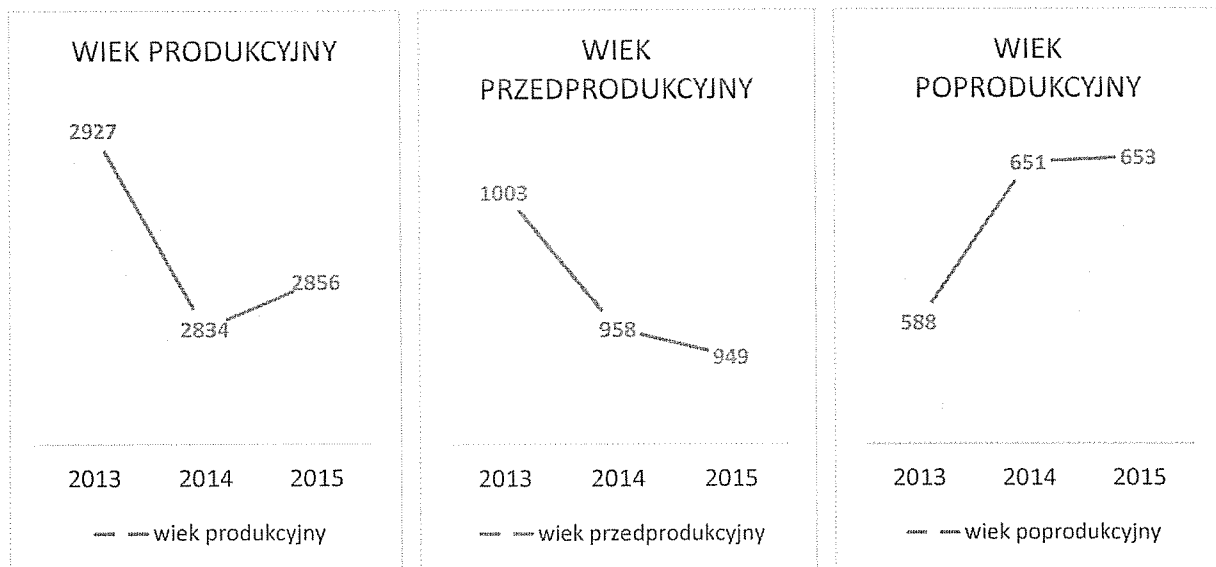 WIEK PRODUKCYJNY
2927
2834
2856
2013 2014 2015
wiek produkcyjny
WIEK
PRZEDPRODUKCYJNY
1003
958
949
2013 2014 2015
wiek przedprodukcyjny
WIEK
POPRODUKCYJNY
588
651
653
2013 2014 2015
wiek poprodukcyjny